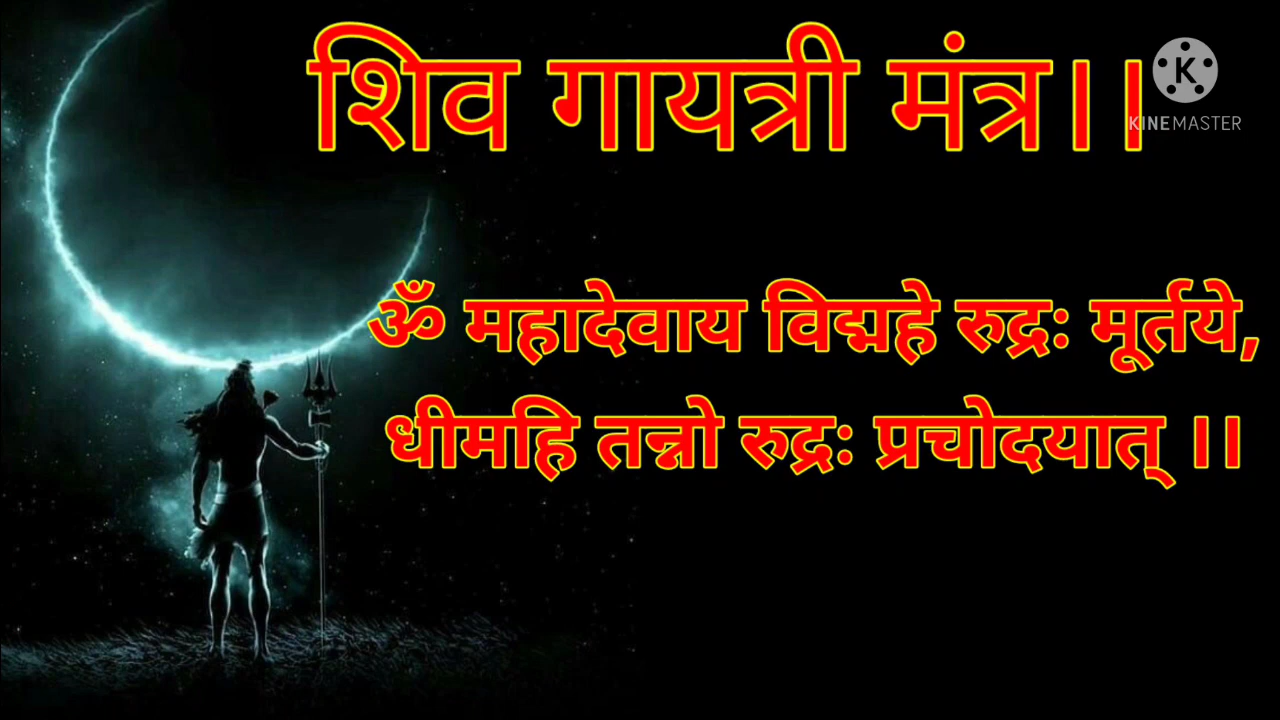 शिव गायत्री मंत्र।।
K
KINEMASTER
ॐ महादेवाय विद्महे रुद्रः मूर्तये,
धीमहि तन्नो रुद्रः प्रचोदयात् ।।